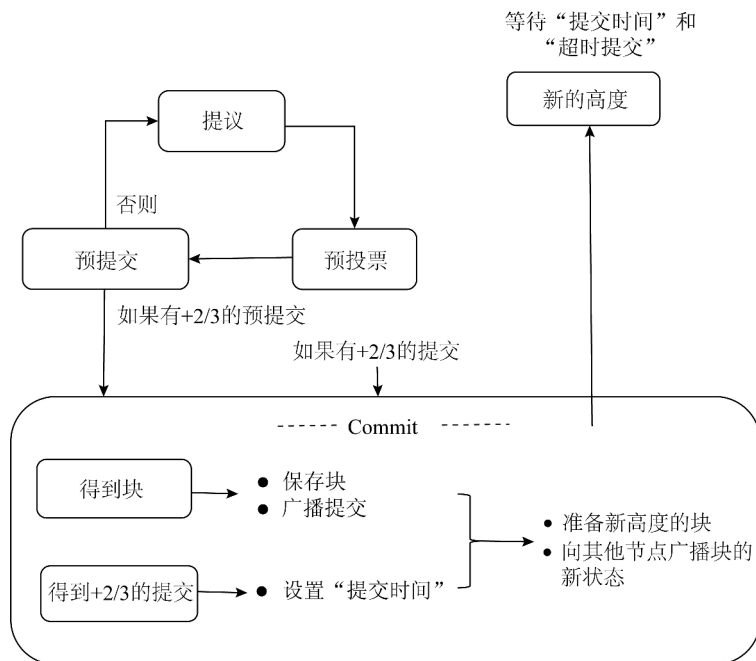 等待“提交时间”和
“超时提交”
新的高度
提议
否则
预提交
预投票
如果有+2/3的预提交
如果有+2/3的提交
Commit
得到块
● 保存块
● 广播提交
● 准备新高度的块
● 向其他节点广播块的
新状态
得到+2/3的提交
● 设置“提交时间”